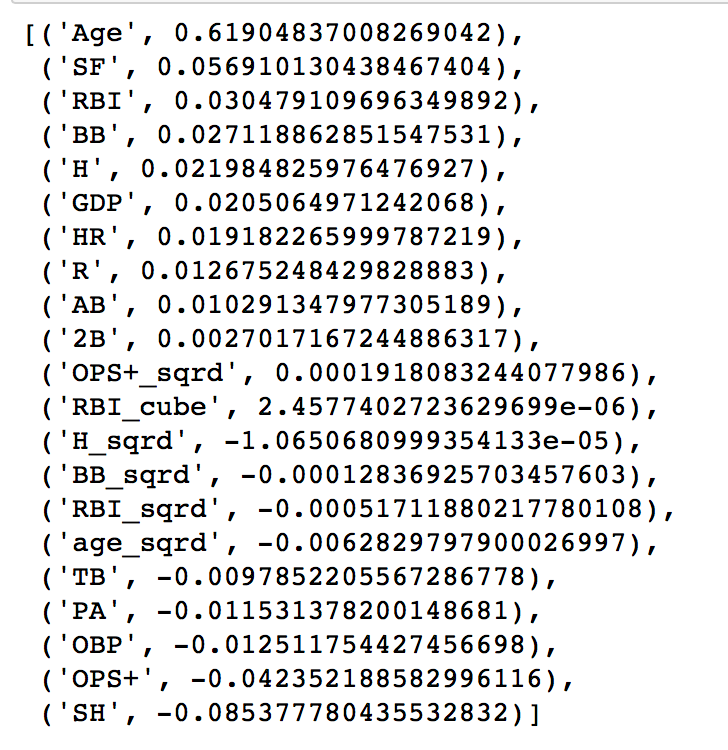 [('Age', 0.61904837008269042),
('SF', 0.056910130438467404),
('RBI', 0.030479109696349892),
('BB', 0.027118862851547531),
('H', 0.021984825976476927),
('GDP', 0.0205064971242068),
('HR', 0.019182265999787219),
('R', 0.012675248429828883),
('AB', 0.010291347977305189),
('2B', 0.0027017167244886317),
('OPS+_sqrd', 0.0001918083244077986),
('RBI_cube', 2.4577402723629699e-06),
('H_sqrd', -1.0650680999354133e-05),
('BB_sqrd', -0.00012836925703457603),
('RBI_sqrd', -0.00051711880217780108),
('age_sqrd', -0.0062829797900026997),
('TB', -0.0097852205567286778),
('PA', -0.011531378200148681),
('OBP', -0.012511754427456698),
('OPS+', -0.042352188582996116),
('SH', -0.085377780435532832)]